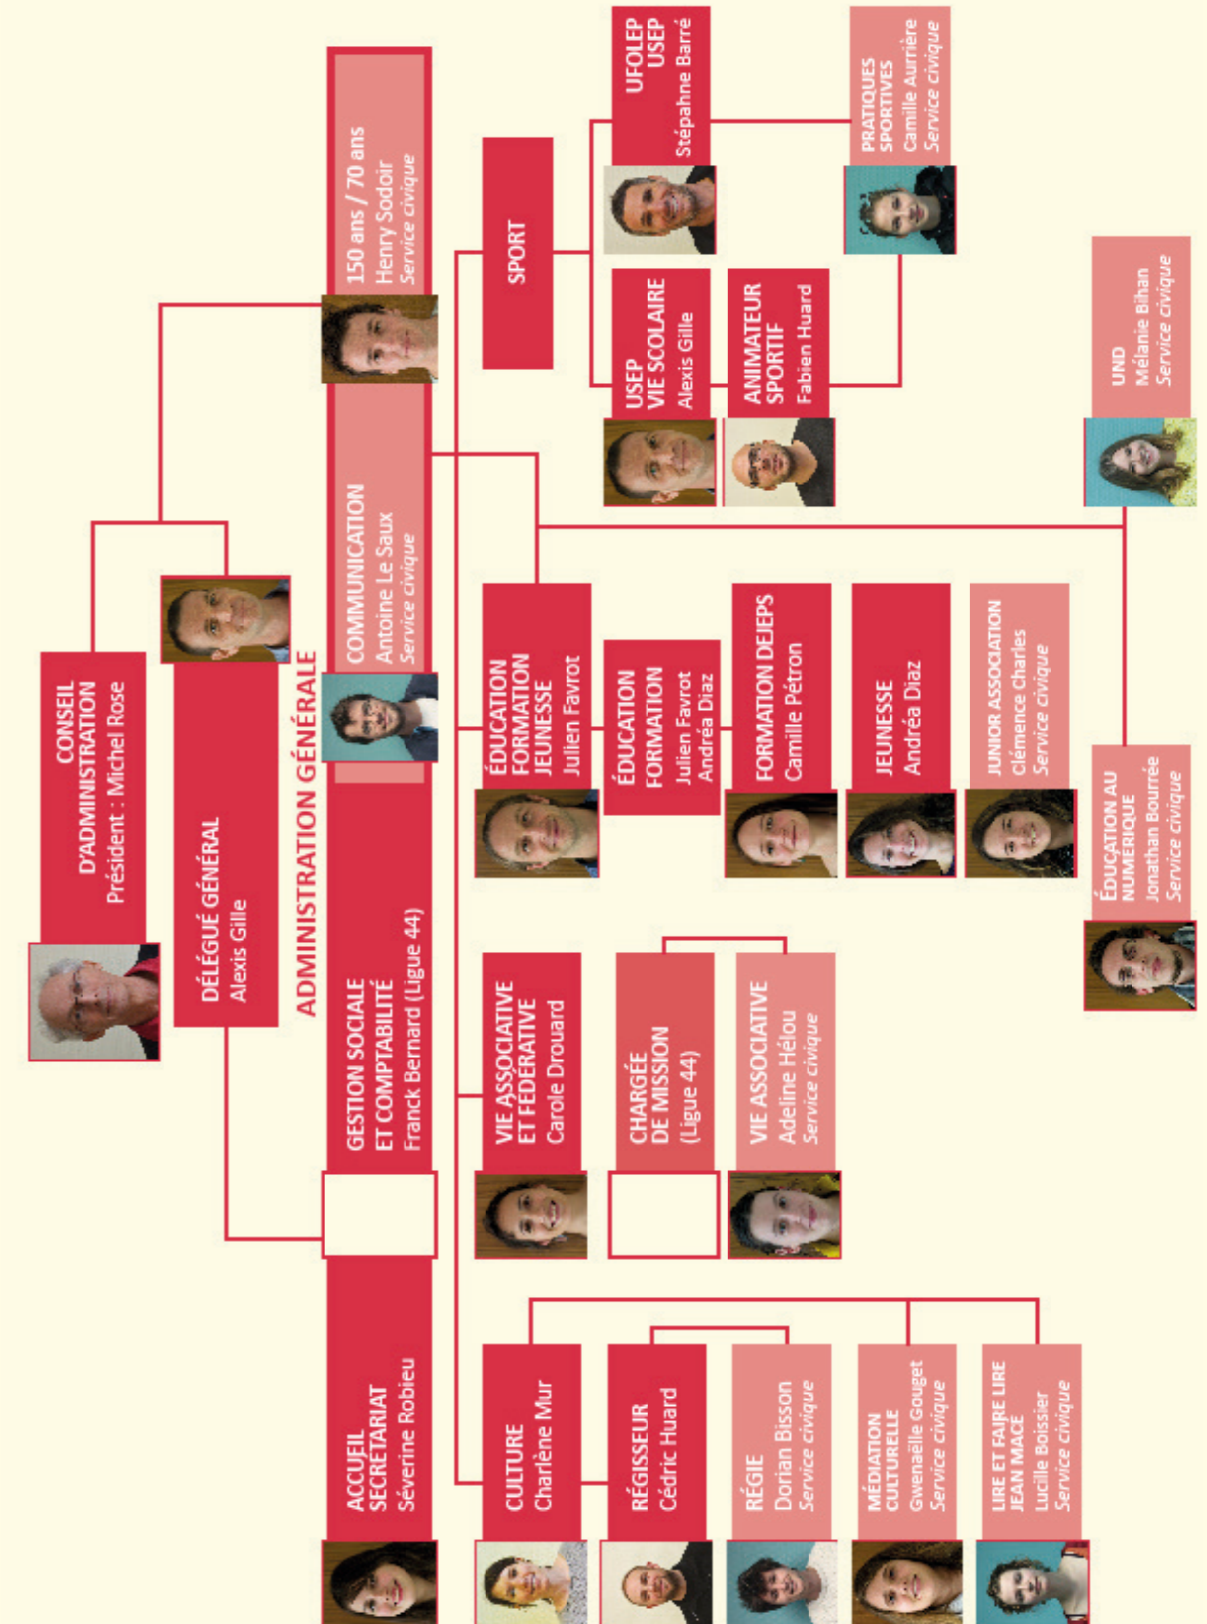 CONSEIL
D'ADMINISTRATION
Président : Michel Rose
DÉLÉGUÉ GÉNÉRAL
Alexis Gille
ADMINISTRATION GÉNÉRALE
ACCUEIL
SECRÉTARIAT
Séverine Robieu
GESTION SOCIALE
ET COMPTABILITÉ
Franck Bernard (Ligue 44)
COMMUNICATION
Antoine Le Saux
Service civique
150 ans / 70 ans
Henry Sodoir
Service civique
CULTURE
Charlène Mur
RÉGISSEUR
Cédric Huard
RÉGIE
Dorian Bisson
Service civique
MÉDIATION
CULTURELLE
Gwenaëlle Gouget
Service civique
LIRE ET FAIRE LIRE
JEAN MACÉ
Lucille Boissier
Service civique
VIE ASSOCIATIVE
ET FÉDÉRATIVE
Carole Drouard
CHARGÉE
DE MISSION
(Ligue 44)
VIE ASSOCIATIVE
Adeline Hélou
Service civique
ÉDUCATION
FORMATION
JEUNESSE
Julien Favrot
ÉDUCATION
FORMATION
Julien Favrot
Andréa Diaz
FORMATION DEJEPS
Camille Pétron
JEUNESSE
Andréa Diaz
JUNIOR ASSOCIATION
Clémence Charles
Service civique
ÉDUCATION AU
NUMÉRIQUE
Jonathan Bourrée
Service civique
UND
Mélanie Bihan
Service civique
SPORT
USEP
VIE SCOLAIRE
Alexis Gille
ANIMATEUR
SPORTIF
Fabien Huard
UFOLEP
USEP
Stépahne Barré
PRATIQUES
SPORTIVES
Camille Aurrière
Service civique